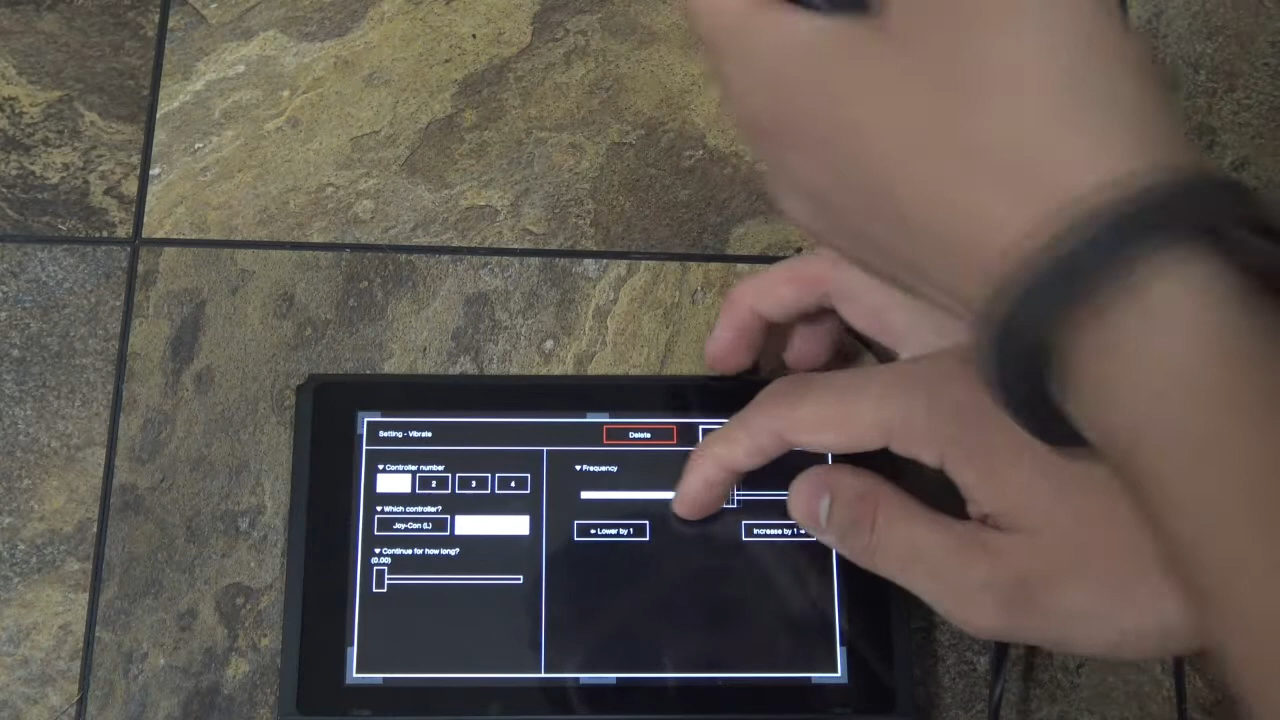 Setting - Vibrate
Delete
▼ Controller number
2 3 4
▼ Which controller?
Joy-Con (L)
▼ Continue for how long?
(0.00)
▼ Frequency
← Lower by 1
Increase by 1 →